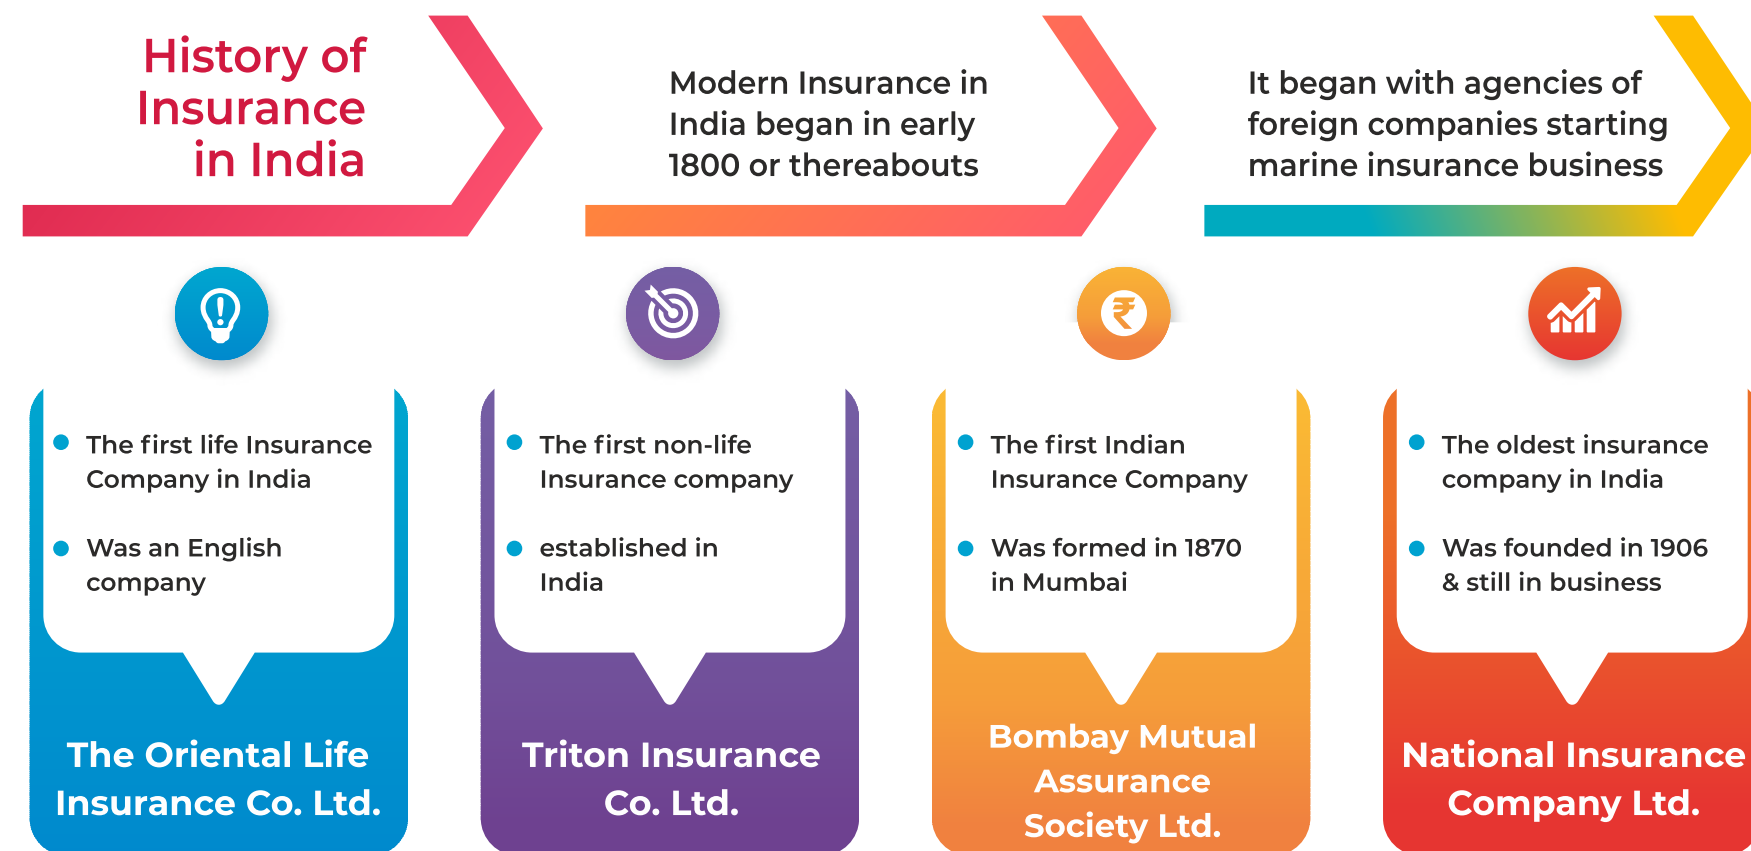 History of
Insurance
in India
Modern Insurance in
India began in early
1800 or thereabouts
It began with agencies of
foreign companies starting
marine insurance business
The first life Insurance
Company in India
Was an English
company
The Oriental Life
Insurance Co. Ltd.
The first non-life
Insurance company
established in
India
Triton Insurance
Co. Ltd.
The first Indian
Insurance Company
Was formed in 1870
in Mumbai
Bombay Mutual
Assurance
Society Ltd.
The oldest insurance
company in India
Was founded in 1906
& still in business
National Insurance
Company Ltd.